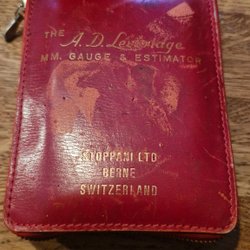 THE A.D. Leveridge
MM. GAUGE & ESTIMATOR
STOPPANI LTD
BERNE
SWITZERLAND